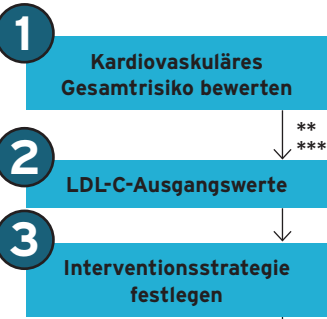 1
Kardiovaskuläres
Gesamtrisiko bewerten
**
***
2
LDL-C-Ausgangswerte
3
Interventionsstrategie
festlegen